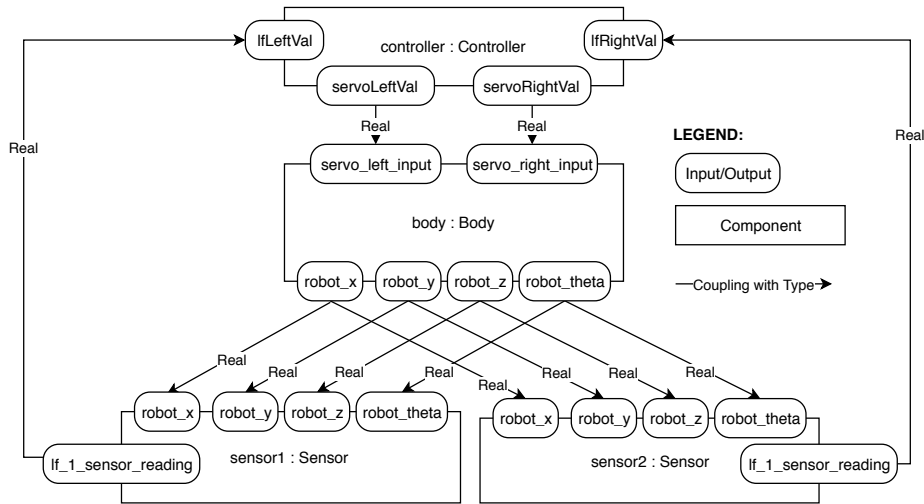 lfLeftVal
controller : Controller
lfRightVal
servoLeftVal
servoRightVal
Real
Real
Real
Real
LEGEND:
servo_left_input
servo_right_input
Input/Output
body : Body
Component
robot_x
robot_y
robot_z
robot_theta
Coupling with Type
Real
Real
Real
Real
Real
Real
Real
Real
robot_x
robot_y
robot_z
robot_theta
robot_x
robot_y
robot_z
robot_theta
lf_1_sensor_reading
sensor1 : Sensor
sensor2 : Sensor
lf_1_sensor_reading